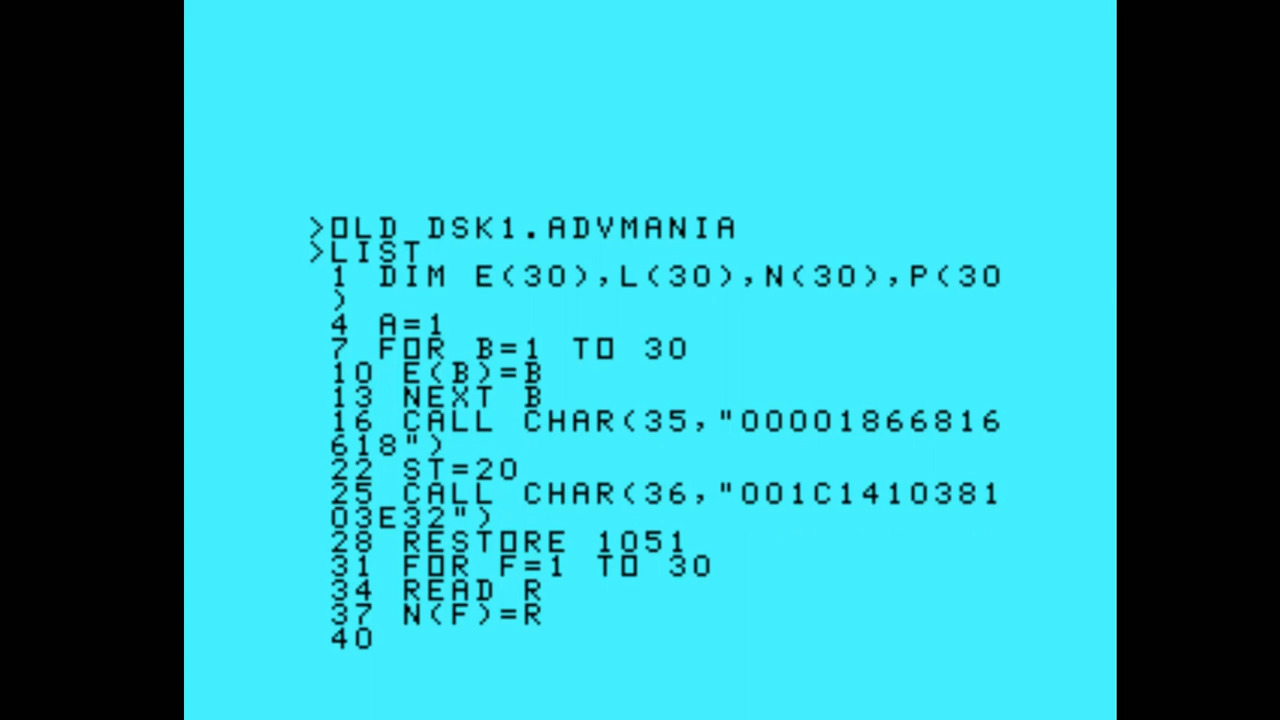 >OLD DSK1.ADVMANIA
>LIST
1 DIM E(30),L(30),N(30),P(30
)
4 A=1
7 FOR B=1 TO 30
10 E(B)=B
13 NEXT B
16 CALL CHAR(35,"00001866816
618")
22 ST=20
25 CALL CHAR(36,"001C1410381
03E32")
28 RESTORE 1051
31 FOR F=1 TO 30
34 READ R
37 N(F)=R
40